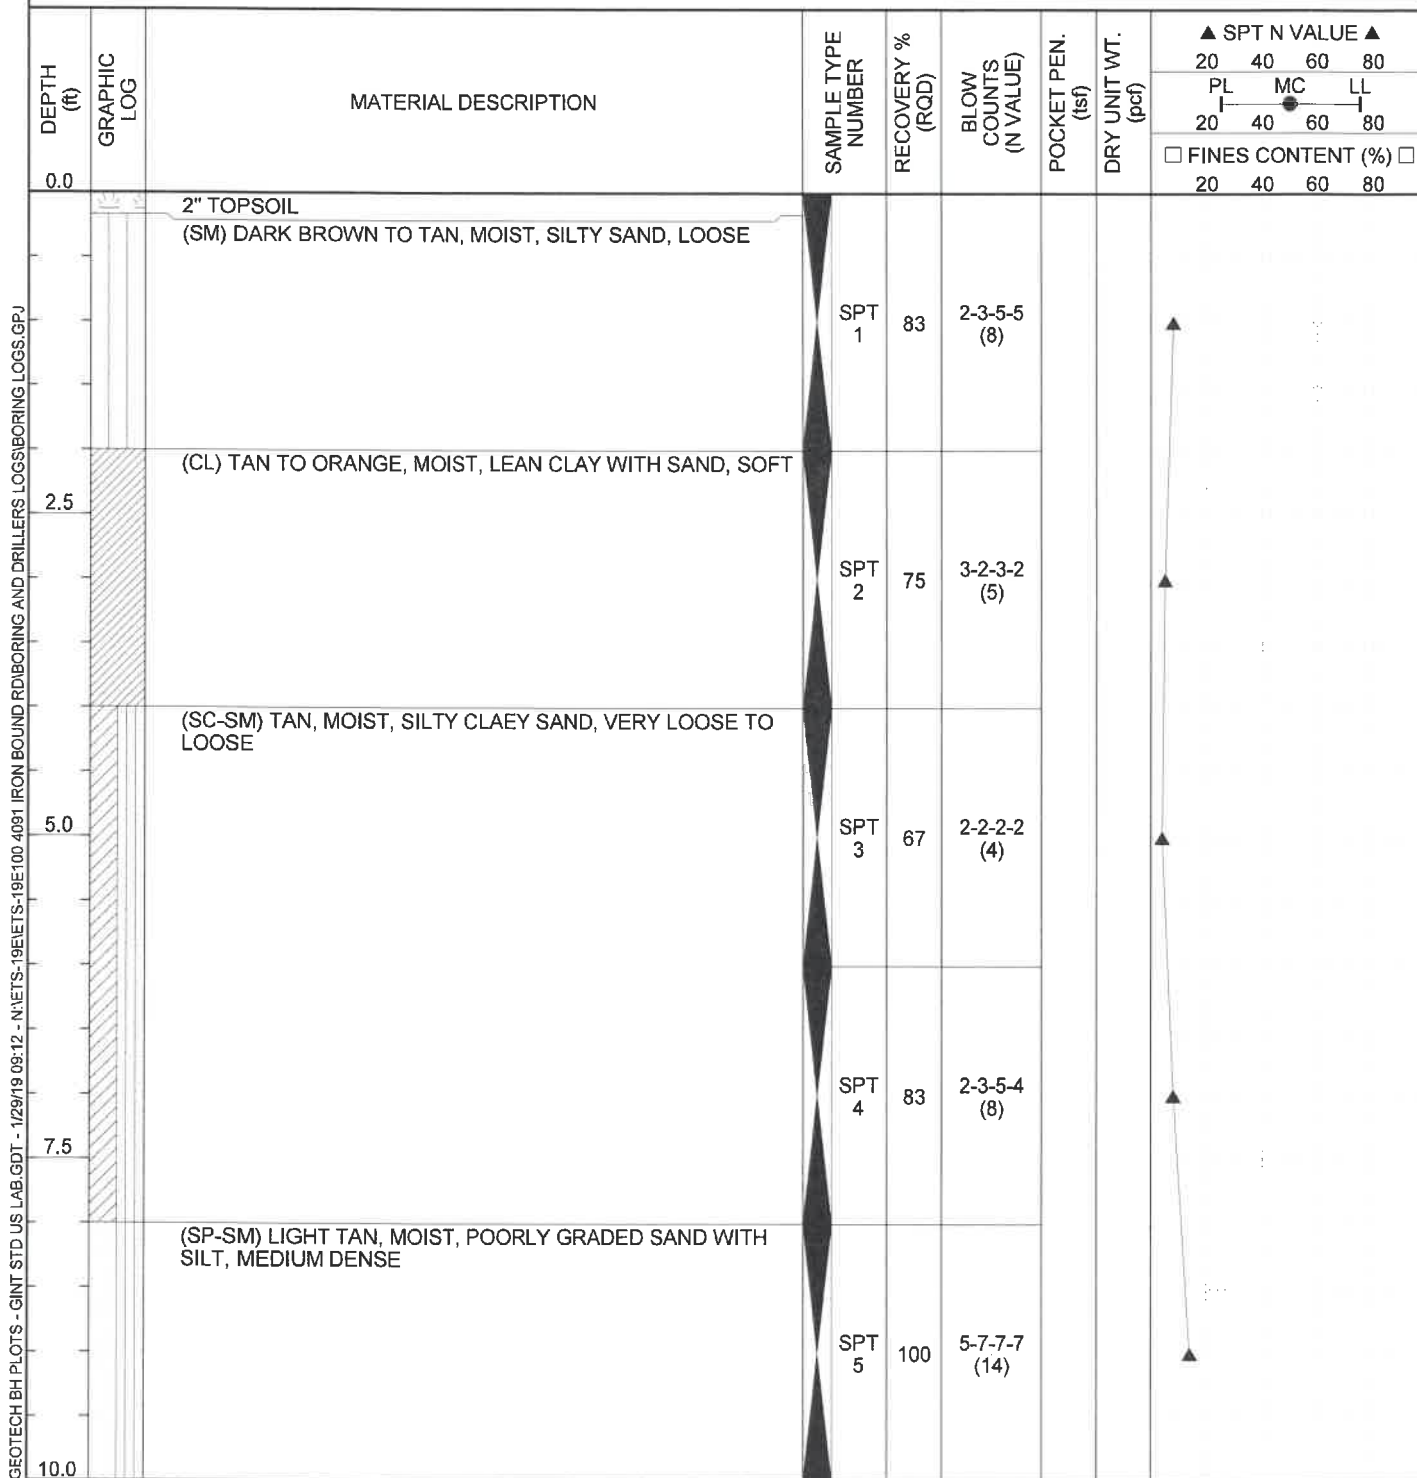 DEPTH
(ft)
GRAPHIC
LOG
MATERIAL DESCRIPTION
SAMPLE TYPE
NUMBER
RECOVERY %
(RQD)
BLOW
COUNTS
(N VALUE)
POCKET PEN.
(tsf)
DRY UNIT WT.
(pcf)
▲ SPT N VALUE ▲
20 40 60 80
PL MC LL
20 40 60 80
□ FINES CONTENT (%) □
20 40 60 80
0.0
2" TOPSOIL
(SM) DARK BROWN TO TAN, MOIST, SILTY SAND, LOOSE
SPT
1
83
2-3-5-5
(8)
(CL) TAN TO ORANGE, MOIST, LEAN CLAY WITH SAND, SOFT
2.5
SPT
2
75
3-2-3-2
(5)
(SC-SM) TAN, MOIST, SILTY CLAEY SAND, VERY LOOSE TO
LOOSE
5.0
SPT
3
67
2-2-2-2
(4)
SPT
4
83
2-3-5-4
(8)
7.5
(SP-SM) LIGHT TAN, MOIST, POORLY GRADED SAND WITH
SILT, MEDIUM DENSE
SPT
5
100
5-7-7-7
(14)
10.0
GEOTECH BH PLOTS - GINT STD US LAB.GDT - 1/29/19 09:12 - N:\ETS-19E\ETS-19E100 4091 IRON BOUND RD\BORING AND DRILLERS LOGS\BORING LOGS.GPJ